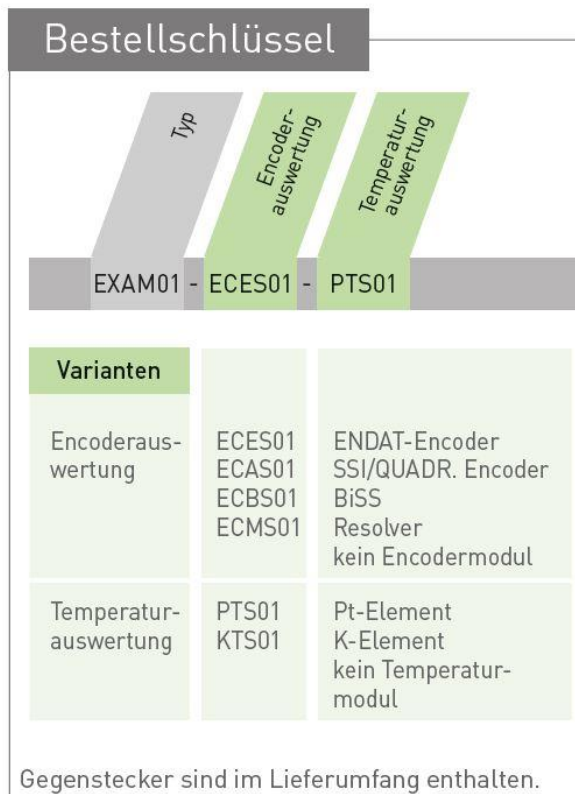 Bestellschlüssel
Typ
Encoder-
auswertung
Temperatur-
auswertung
EXAM01 - ECES01 - PTS01
Varianten
Encoderaus-
wertung
ECES01 ENDAT-Encoder
ECAS01 SSI/QUADR. Encoder
ECBS01 BiSS
ECMS01 Resolver
kein Encodermodul
Temperatur-
auswertung
PTS01 Pt-Element
KTS01 K-Element
kein Temperatur-
modul
Gegenstecker sind im Lieferumfang enthalten.